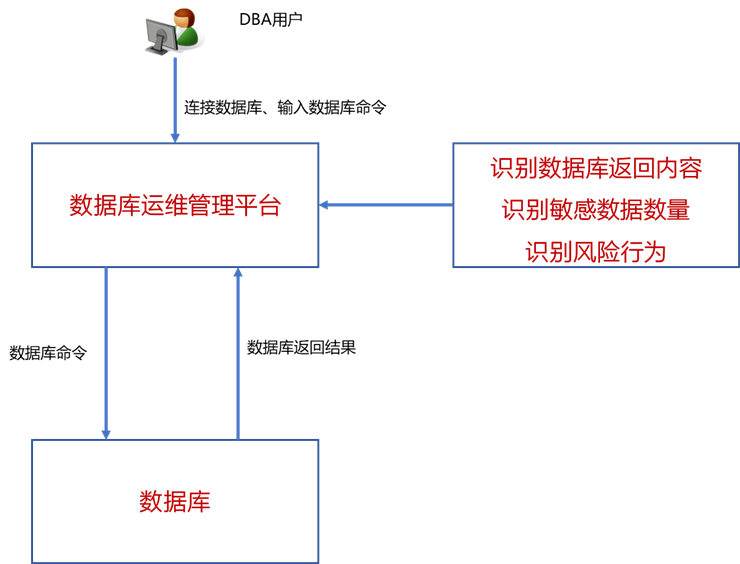 DBA用户
连接数据库、输入数据库命令
数据库运维管理平台
识别数据库返回内容
识别敏感数据数量
识别风险行为
数据库命令
数据库返回结果
数据库